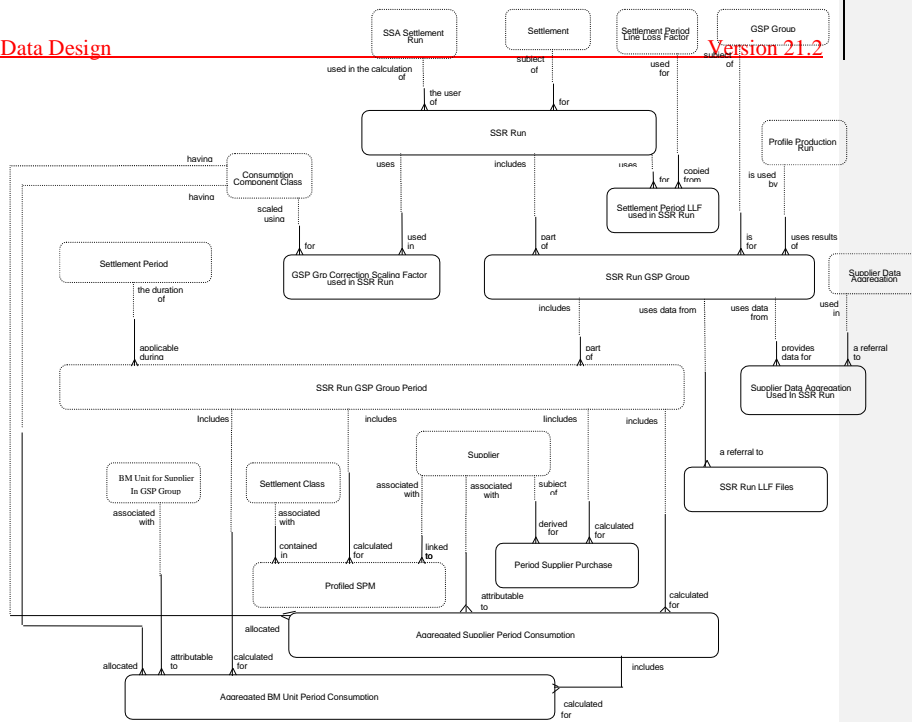 Data Design
Version 21.2
SSA Settlement
Run
Settlement
Settlement Period
Line Loss Factor
GSP Group
used in the calculation
of
subject
of
used
for
subject
of
the user
of
for
SSR Run
Profile Production
Run
having
Consumption
Component Class
having
uses
includes
uses
for
copied
from
is used
by
scaled
using
Settlement Period LLF
used in SSR Run
for
used
in
part
of
is
for
uses results
of
Settlement Period
GSP Grp Correction Scaling Factor
used in SSR Run
SSR Run GSP Group
Supplier Data
Aggregation
the duration
of
includes
uses data from
uses data
from
used
in
applicable
during
part
of
provides
data for
a referral
to
SSR Run GSP Group Period
Supplier Data Aggregation
Used In SSR Run
Includes
includes
Iincludes
includes
Supplier
a referral to
BM Unit for Supplier
In GSP Group
Settlement Class
SSR Run LLF Files
associated
with
associated
with
associated
with
associated
with
subject
of
contained
in
calculated
for
linked
to
derived
for
calculated
for
Profiled SPM
Period Supplier Purchase
attributable
to
calculated
for
allocated
Aggregated Supplier Period Consumption
allocated
attributable
to
calculated
for
includes
Aggregated BM Unit Period Consumption
calculated
for